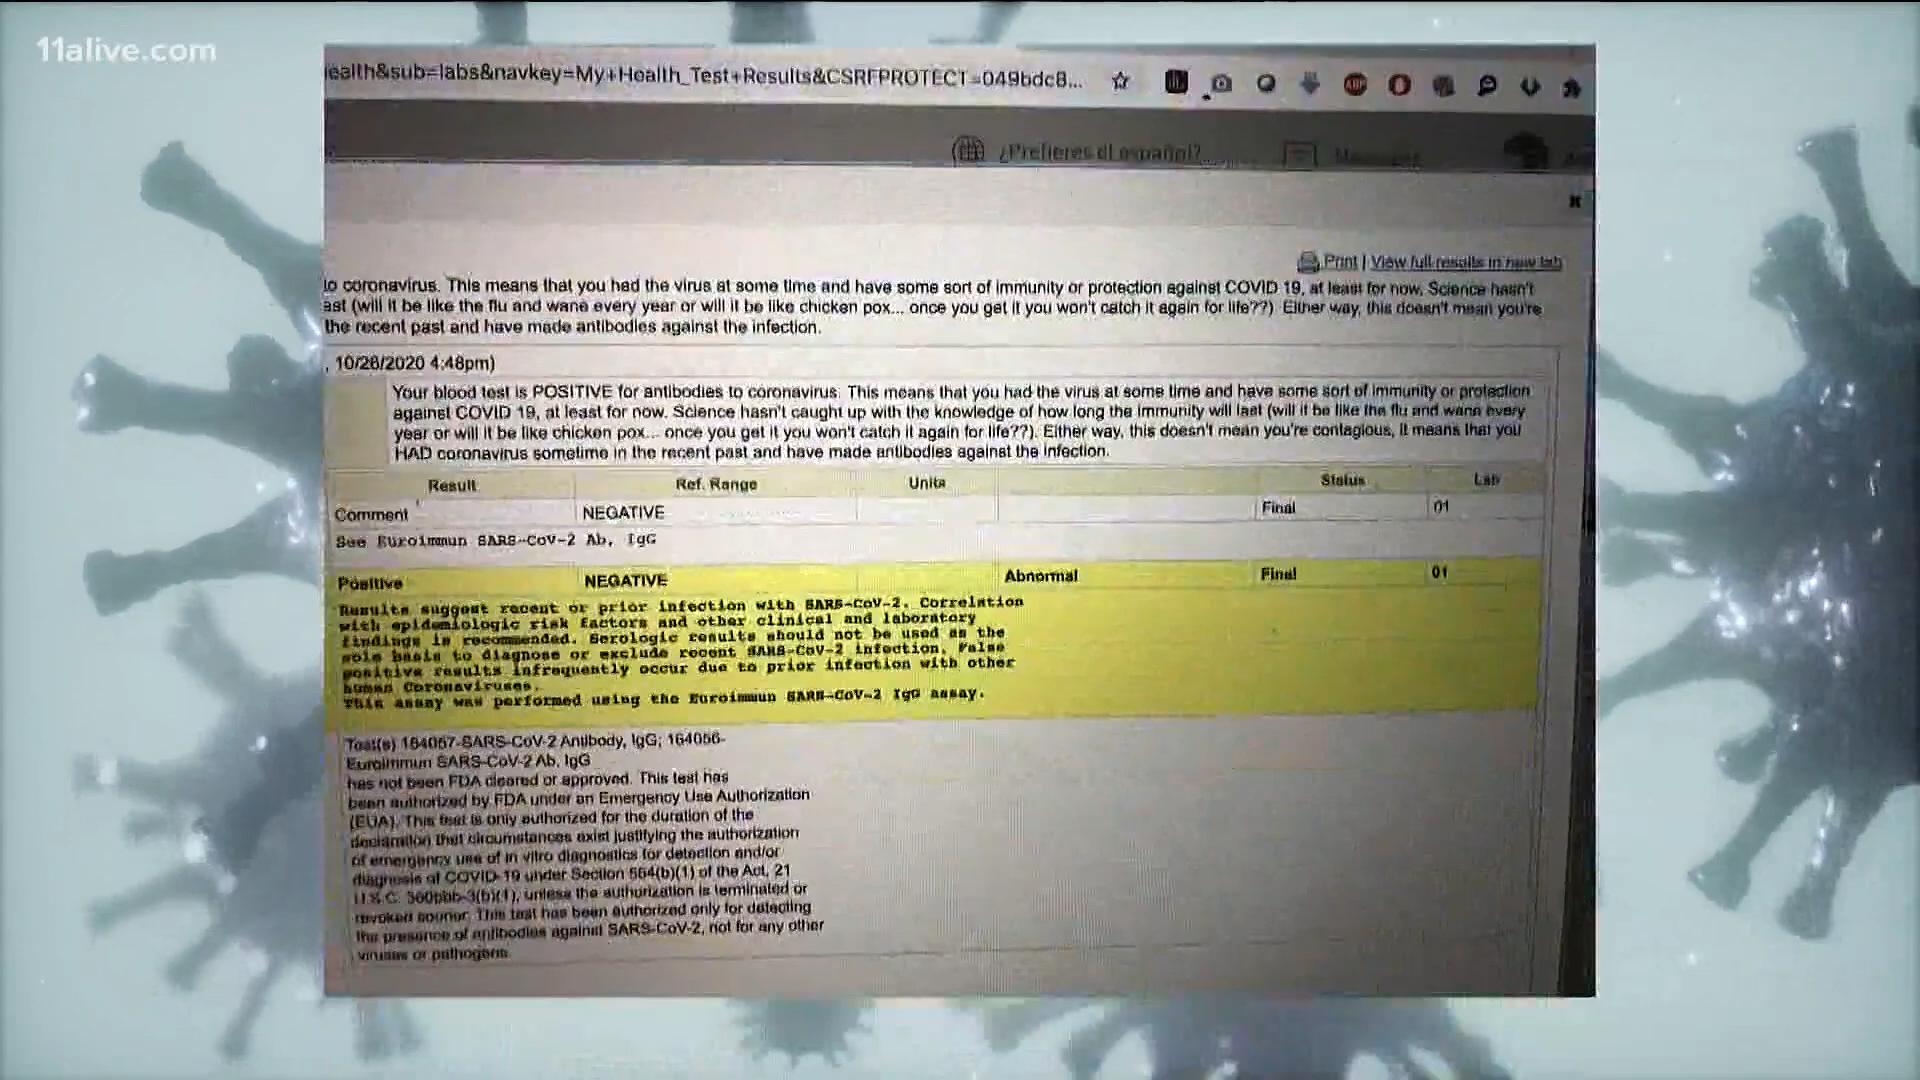 11alive.com
ealth&sub=labs&navkey=My+Health_Test+Results&CSRFPROTECT=049bdc8...
¿Prefieres el español?
Print | View full results in new tab
to coronavirus. This means that you had the virus at some time and have some sort of immunity or protection against COVID 19, at least for now. Science hasn't
ast (will it be like the flu and wane every year or will it be like chicken pox... once you get it you won't catch it again for life??) Either way, this doesn't mean you're
the recent past and have made antibodies against the infection.
, 10/28/2020 4:48pm)
Your blood test is POSITIVE for antibodies to coronavirus. This means that you had the virus at some time and have some sort of immunity or protection
against COVID 19, at least for now. Science hasn't caught up with the knowledge of how long the immunity will last (will it be like the flu and wane every
year or will it be like chicken pox... once you get it you won't catch it again for life??). Either way, this doesn't mean you're contagious, it means that you
HAD coronavirus sometime in the recent past and have made antibodies against the infection.
Result Ref. Range Units Status Lab
Comment NEGATIVE Final 01
See Euroimmun SARS-CoV-2 Ab, IgG
Positive NEGATIVE Abnormal Final 01
Results suggest recent or prior infection with SARS-CoV-2. Correlation
with epidemiologic risk factors and other clinical and laboratory
findings is recommended. Serologic results should not be used as the
sole basis to diagnose or exclude recent SARS-CoV-2 infection. False
positive results infrequently occur due to prior infection with other
human Coronaviruses.
This assay was performed using the Euroimmun SARS-CoV-2 IgG assay.
Test(s) 164067-SARS-CoV-2 Antibody, IgG; 164056-
Euroimmun SARS-CoV-2 Ab, IgG
has not been FDA cleared or approved. This test has
been authorized by FDA under an Emergency Use Authorization
(EUA). This test is only authorized for the duration of the
declaration that circumstances exist justifying the authorization
of emergency use of in vitro diagnostics for detection and/or
diagnosis of COVID-19 under Section 564(b)(1) of the Act, 21
U.S.C. 360bbb-3(b)(1), unless the authorization is terminated or
revoked sooner. This test has been authorized only for detecting
the presence of antibodies against SARS-CoV-2, not for any other
viruses or pathogens.